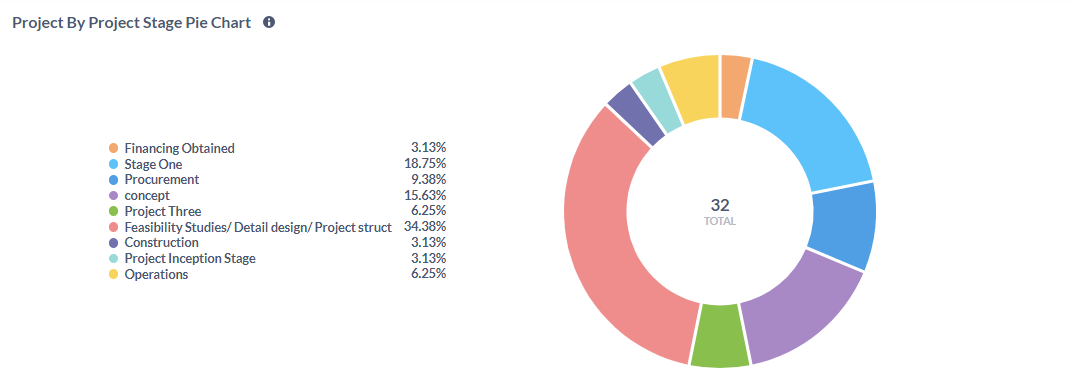 Project By Project Stage Pie Chart
Financing Obtained 3.13%
Stage One 18.75%
Procurement 9.38%
concept 15.63%
Project Three 6.25%
Feasibility Studies/ Detail design/ Project struct 34.38%
Construction 3.13%
Project Inception Stage 3.13%
Operations 6.25%
32
TOTAL